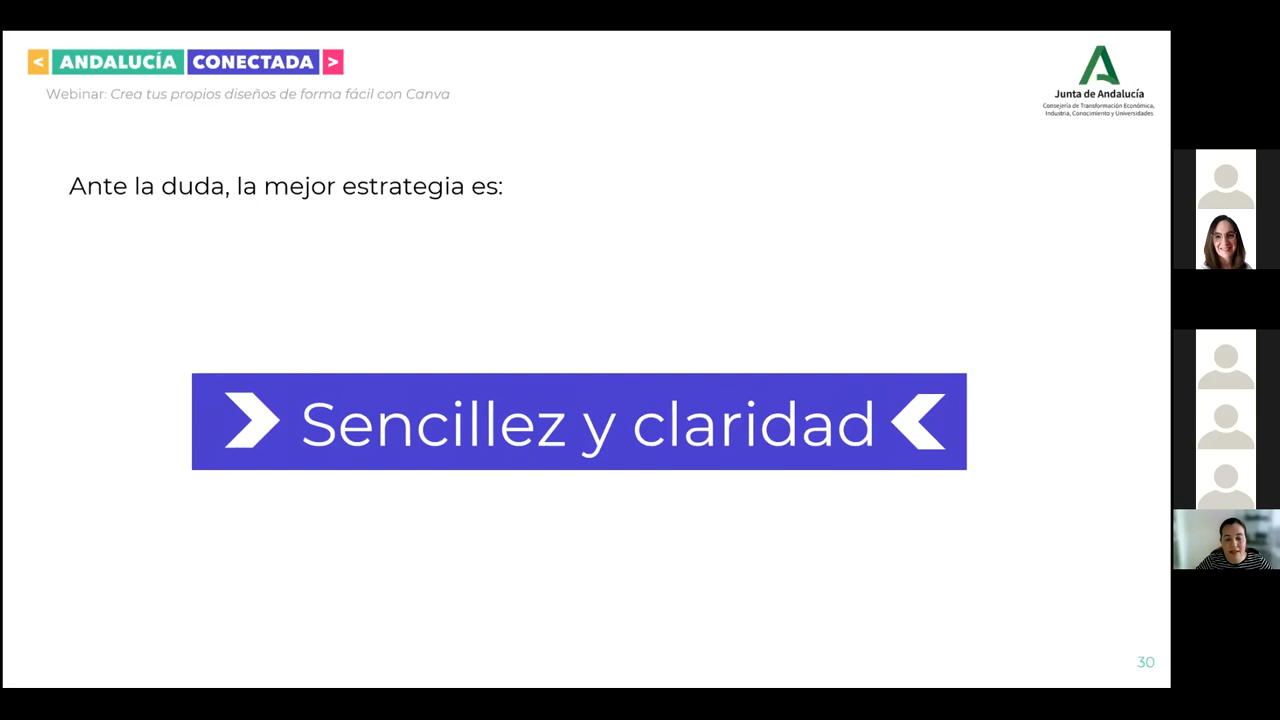 < ANDALUCÍA CONECTADA >
Webinar: Crea tus propios diseños de forma fácil con Canva
Junta de Andalucía
Consejería de Transformación Económica,
Industria, Conocimiento y Universidades
Ante la duda, la mejor estrategia es:
Sencillez y claridad
30